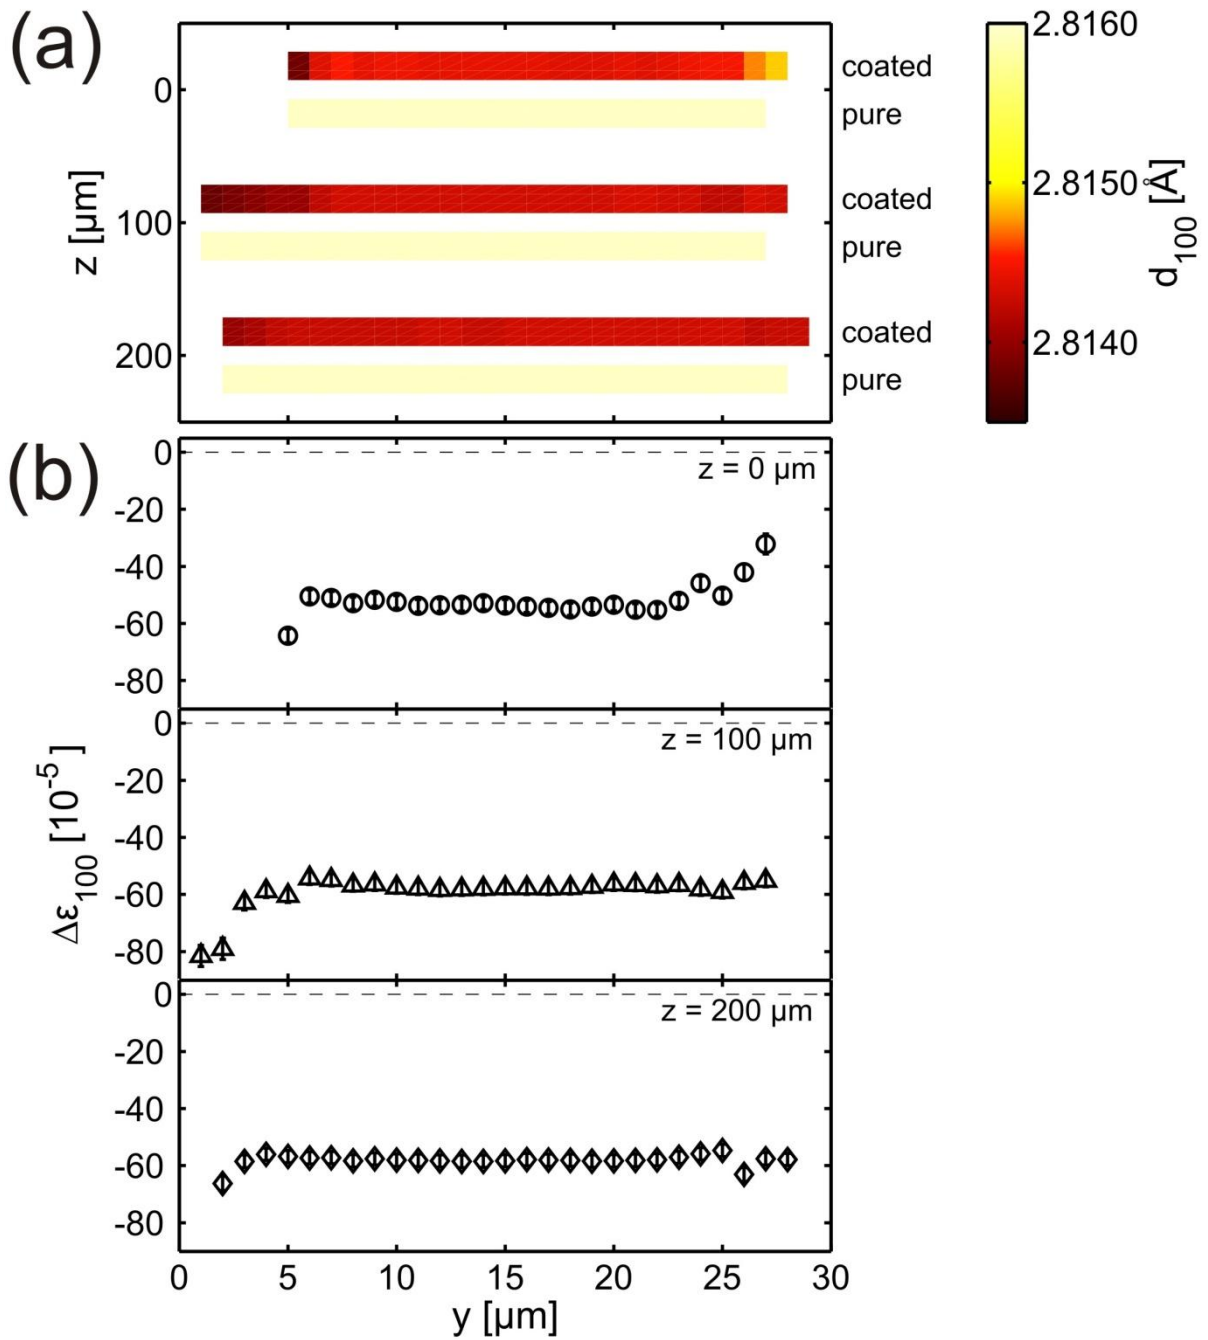 (a)
0
100
200
z [µm]
coated
pure
coated
pure
coated
pure
2.8160
2.8150
2.8140
d100 [Å]
(b)
0
-20
-40
-60
-80
z = 0 µm
0
-20
-40
-60
-80
z = 100 µm
0
-20
-40
-60
-80
z = 200 µm
Δε100 [10-5]
0 5 10 15 20 25 30
y [µm]